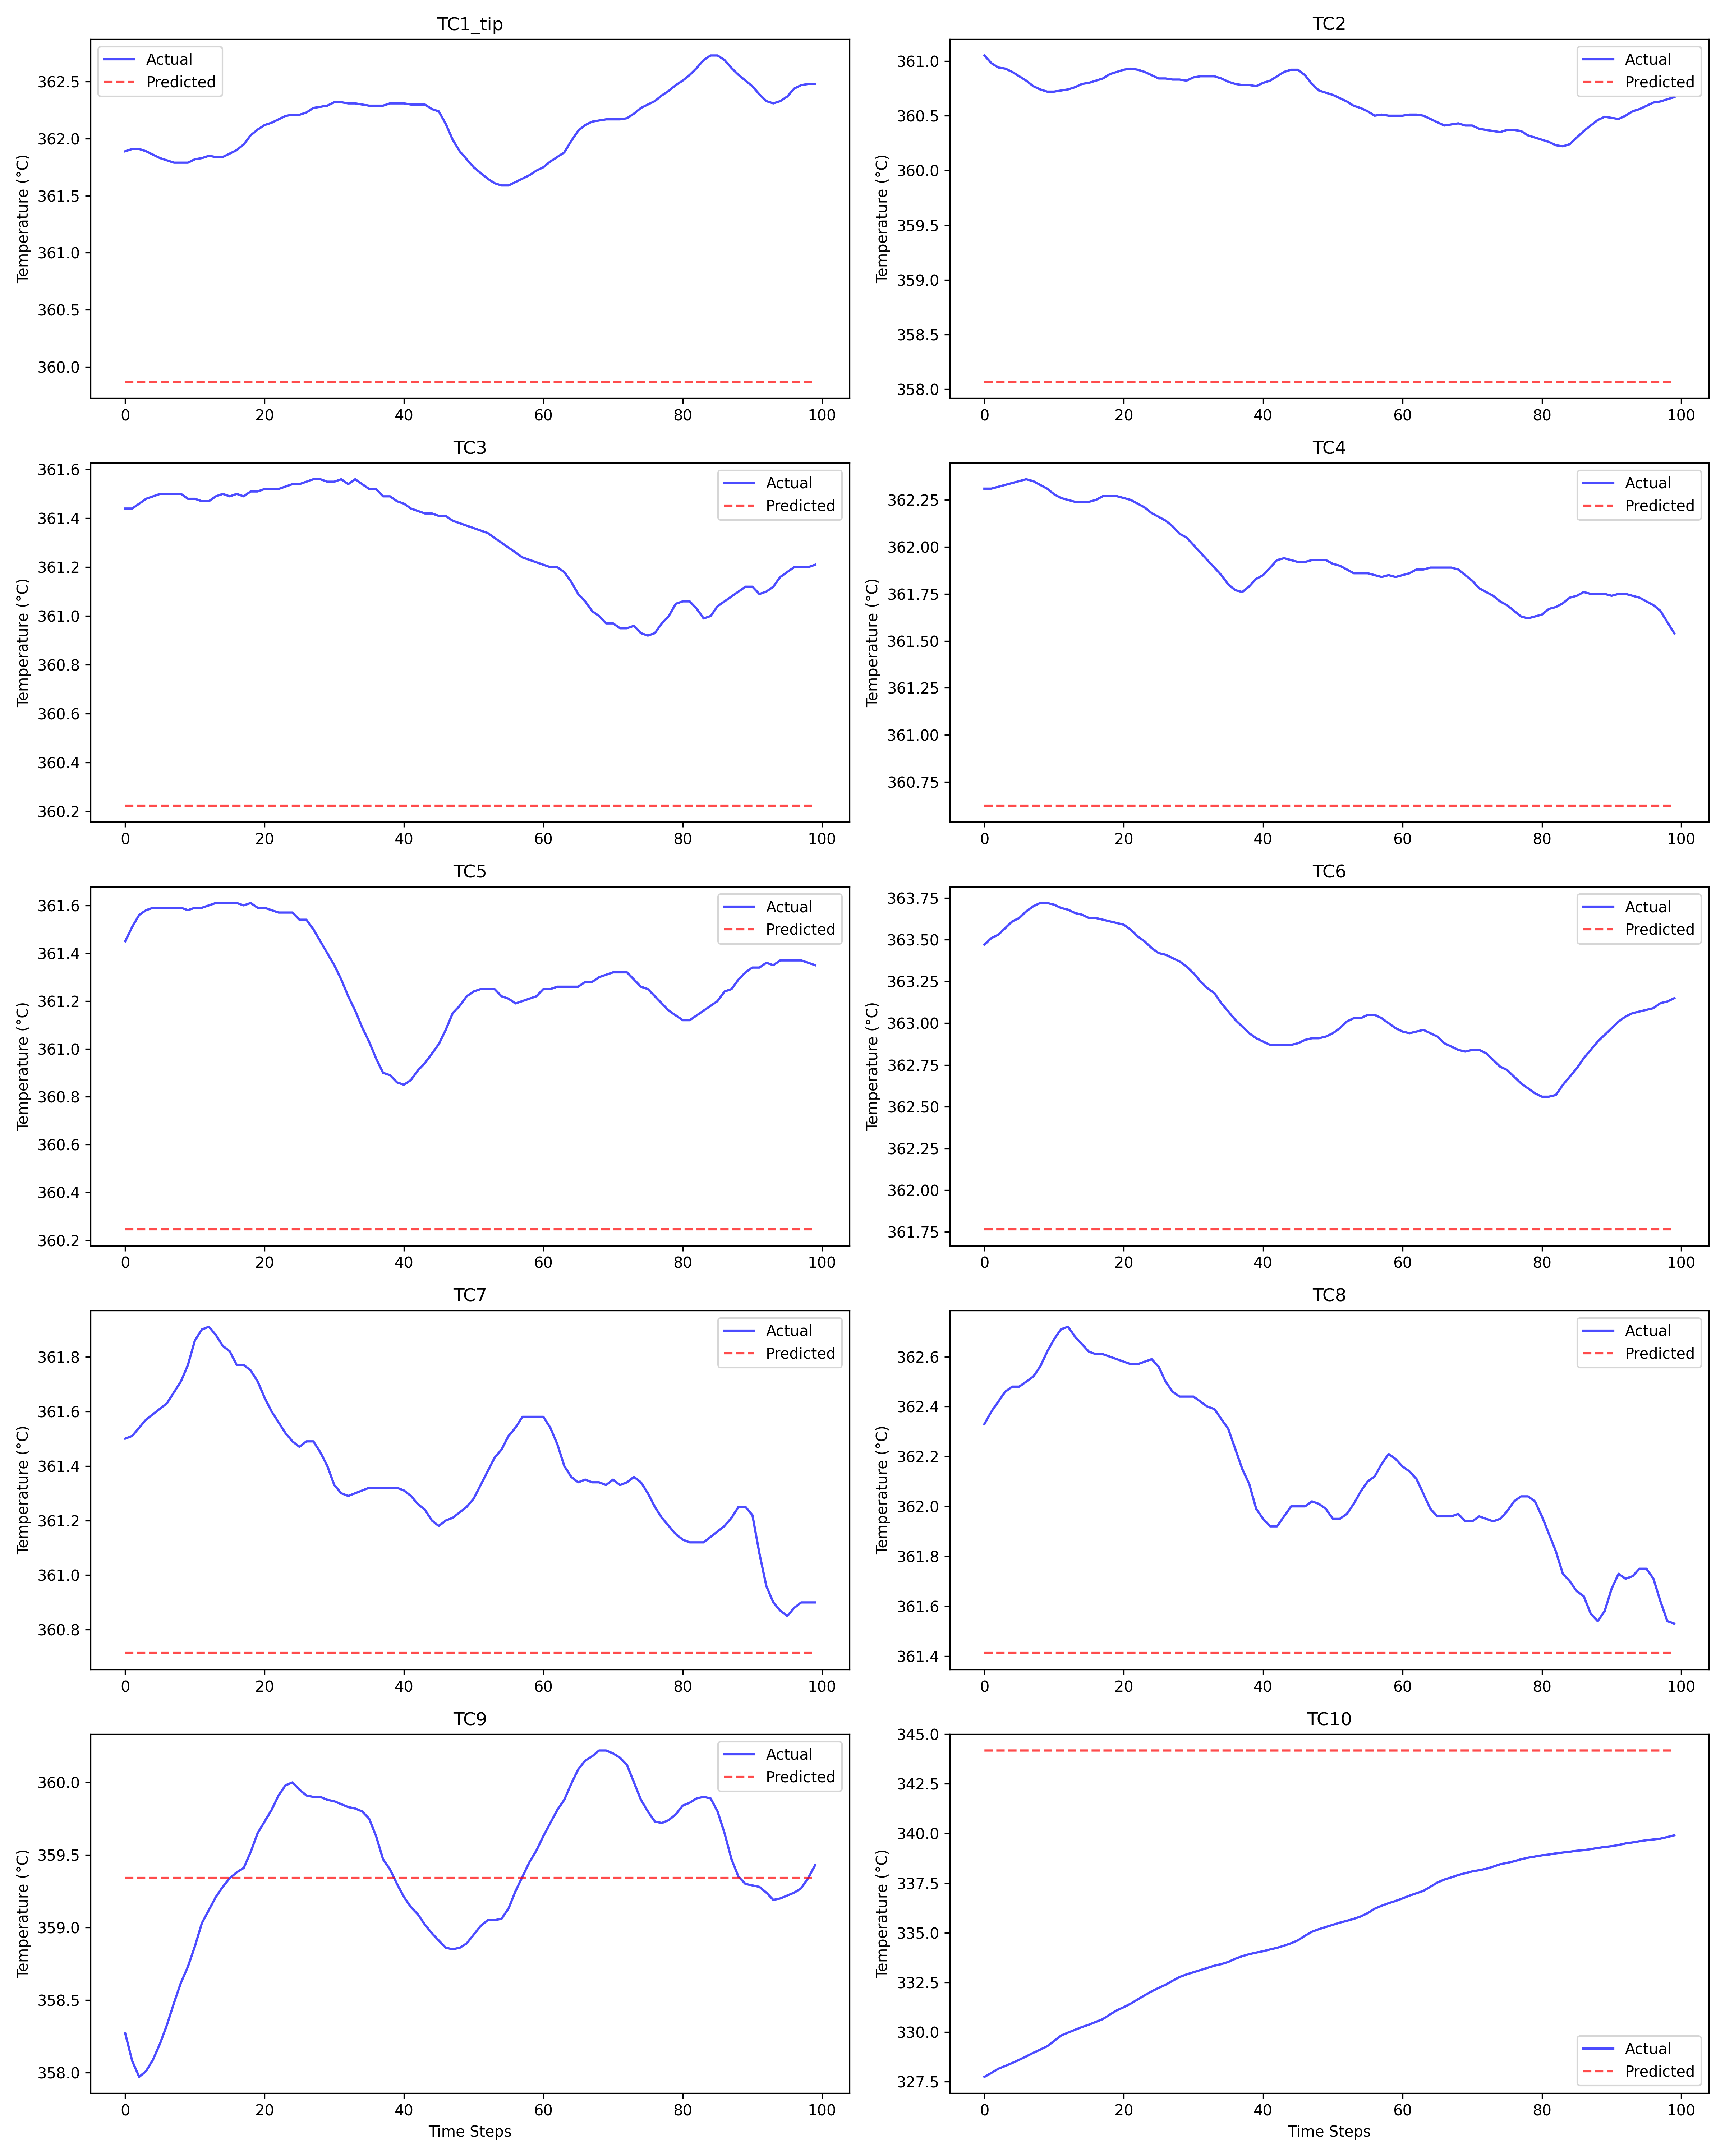 TC1_tip
Temperature (°C)
Actual
Predicted
362.5
362.0
361.5
361.0
360.5
360.0
0 20 40 60 80 100
TC2
Temperature (°C)
Actual
Predicted
361.0
360.5
360.0
359.5
359.0
358.5
358.0
0 20 40 60 80 100
TC3
Temperature (°C)
Actual
Predicted
361.6
361.4
361.2
361.0
360.8
360.6
360.4
360.2
0 20 40 60 80 100
TC4
Temperature (°C)
Actual
Predicted
362.25
362.00
361.75
361.50
361.25
361.00
360.75
0 20 40 60 80 100
TC5
Temperature (°C)
Actual
Predicted
361.6
361.4
361.2
361.0
360.8
360.6
360.4
360.2
0 20 40 60 80 100
TC6
Temperature (°C)
Actual
Predicted
363.75
363.50
363.25
363.00
362.75
362.50
362.25
362.00
361.75
0 20 40 60 80 100
TC7
Temperature (°C)
Actual
Predicted
361.8
361.6
361.4
361.2
361.0
360.8
0 20 40 60 80 100
TC8
Temperature (°C)
Actual
Predicted
362.6
362.4
362.2
362.0
361.8
361.6
361.4
0 20 40 60 80 100
TC9
Temperature (°C)
Actual
Predicted
360.0
359.5
359.0
358.5
358.0
0 20 40 60 80 100
Time Steps
TC10
Temperature (°C)
345.0
342.5
340.0
337.5
335.0
332.5
330.0
327.5
Actual
Predicted
0 20 40 60 80 100
Time Steps